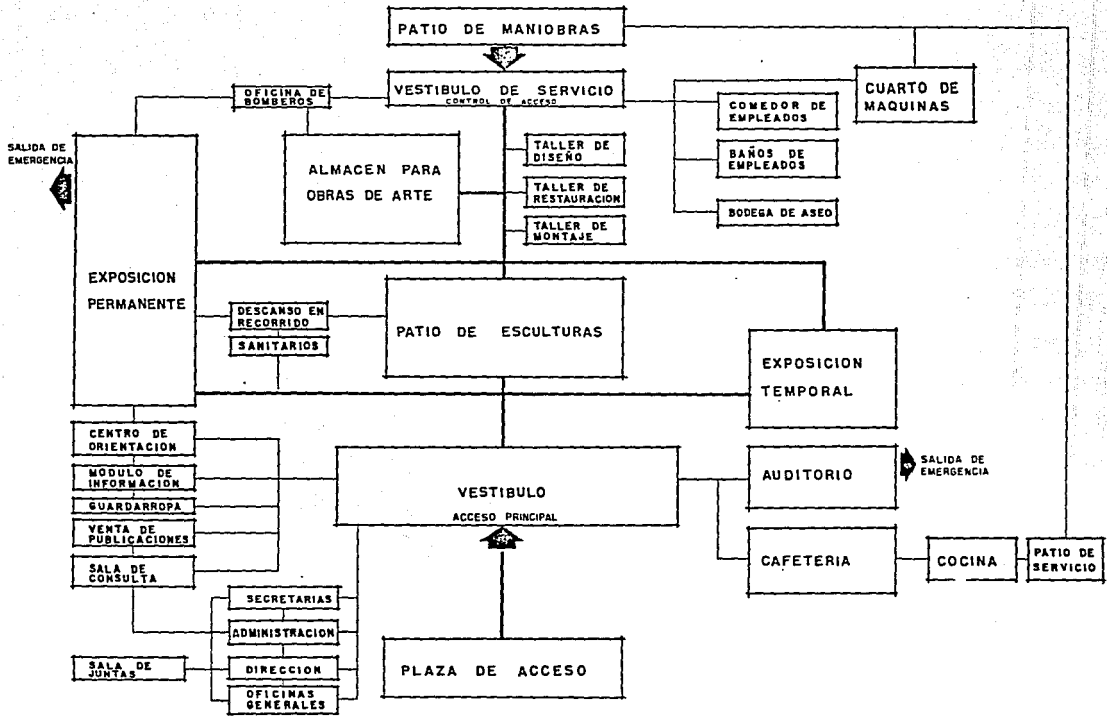 PATIO DE MANIOBRAS
VESTIBULO DE SERVICIO
CONTROL DE ACCESO
OFICINA DE
BOMBEROS
CUARTO DE
MAQUINAS
COMEDOR DE
EMPLEADOS
BAÑOS DE
EMPLEADOS
BODEGA DE ASEO
SALIDA DE
EMERGENCIA
ALMACEN PARA
OBRAS DE ARTE
TALLER DE
DISEÑO
TALLER DE
RESTAURACION
TALLER DE
MONTAJE
EXPOSICION
PERMANENTE
DESCANSO EN
RECORRIDO
SANITARIOS
PATIO DE ESCULTURAS
EXPOSICION
TEMPORAL
CENTRO DE
ORIENTACION
MODULO DE
INFORMACION
GUARDARROPA
VENTA DE
PUBLICACIONES
SALA DE
CONSULTA
VESTIBULO
ACCESO PRINCIPAL
AUDITORIO
SALIDA DE
EMERGENCIA
CAFETERIA
COCINA
PATIO DE
SERVICIO
SECRETARIAS
ADMINISTRACION
SALA DE
JUNTAS
DIRECCION
OFICINAS
GENERALES
PLAZA DE ACCESO